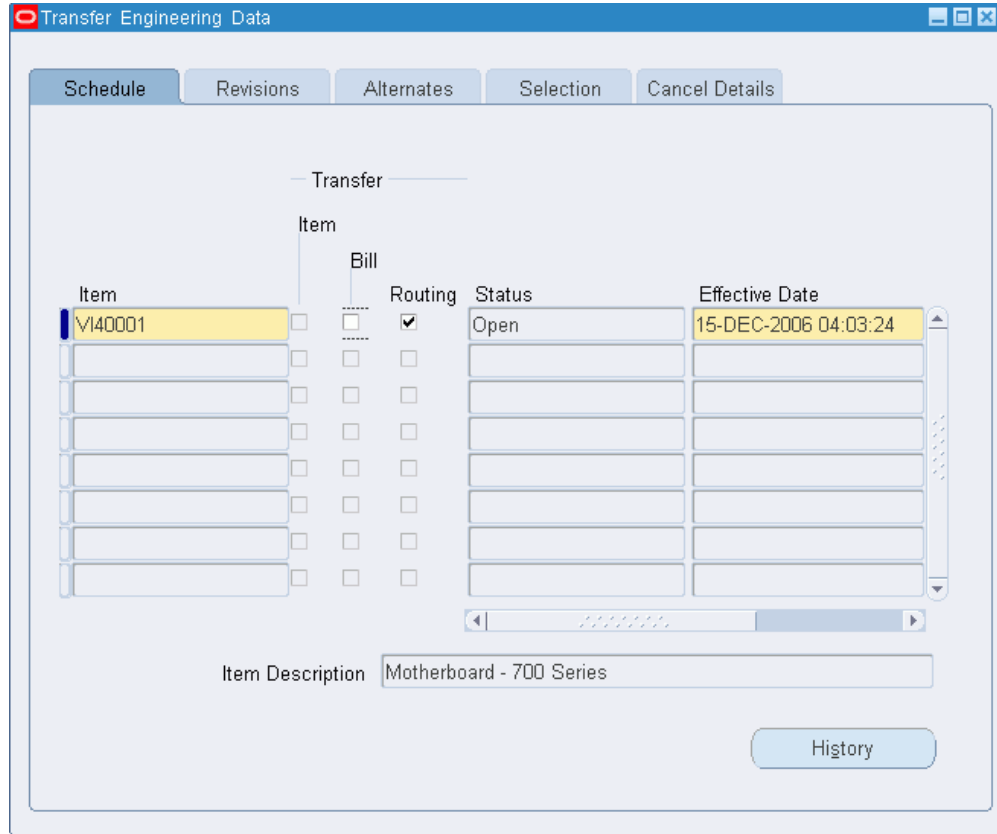 Transfer Engineering Data
Schedule Revisions Alternates Selection Cancel Details
Transfer
Item
Bill
Item Routing Status Effective Date
VI40001 Open 15-DEC-2006 04:03:24
Item Description Motherboard - 700 Series
History